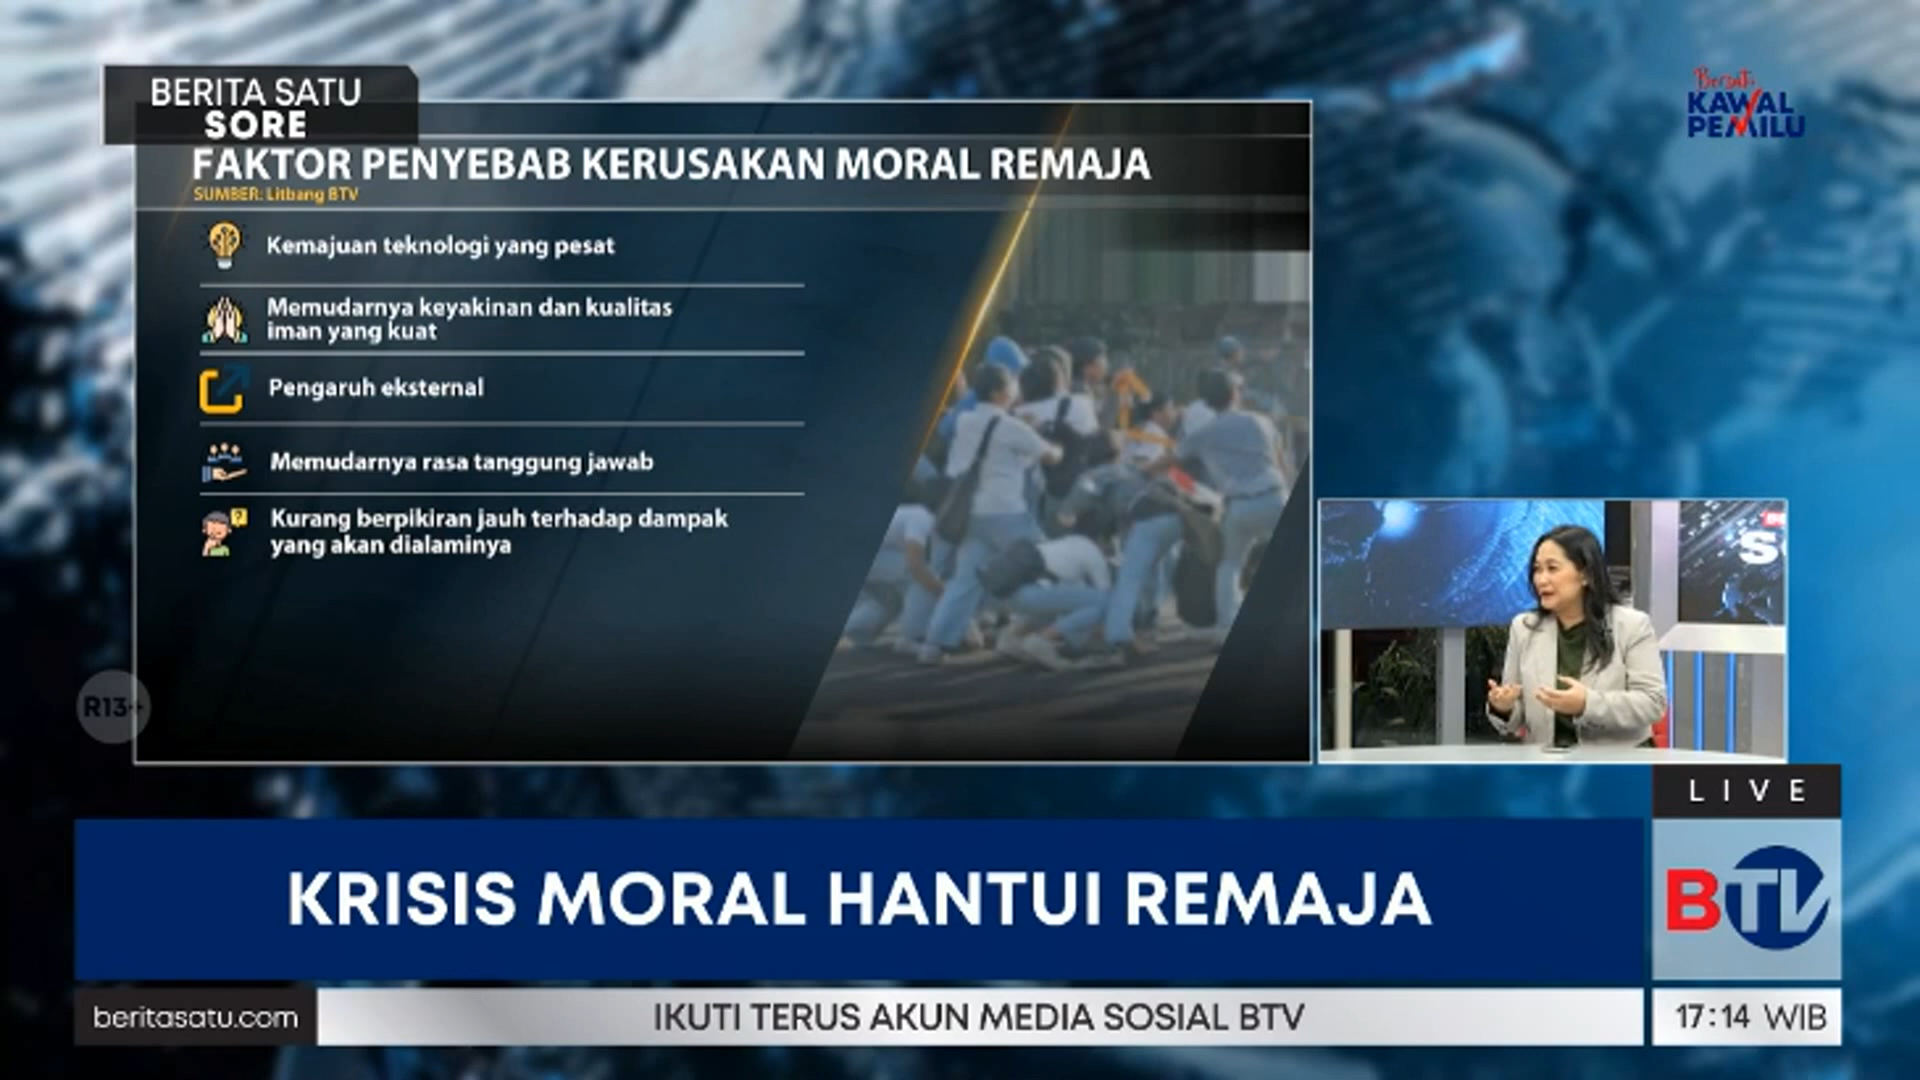 BERITA SATU
SORE
Bersatu
KAWAL
PEMILU
FAKTOR PENYEBAB KERUSAKAN MORAL REMAJA
SUMBER: Litbang BTV
Kemajuan teknologi yang pesat
Memudarnya keyakinan dan kualitas
iman yang kuat
Pengaruh eksternal
Memudarnya rasa tanggung jawab
Kurang berpikiran jauh terhadap dampak
yang akan dialaminya
R13+
LIVE
KRISIS MORAL HANTUI REMAJA
BTV
beritasatu.com
IKUTI TERUS AKUN MEDIA SOSIAL BTV
17:14 WIB